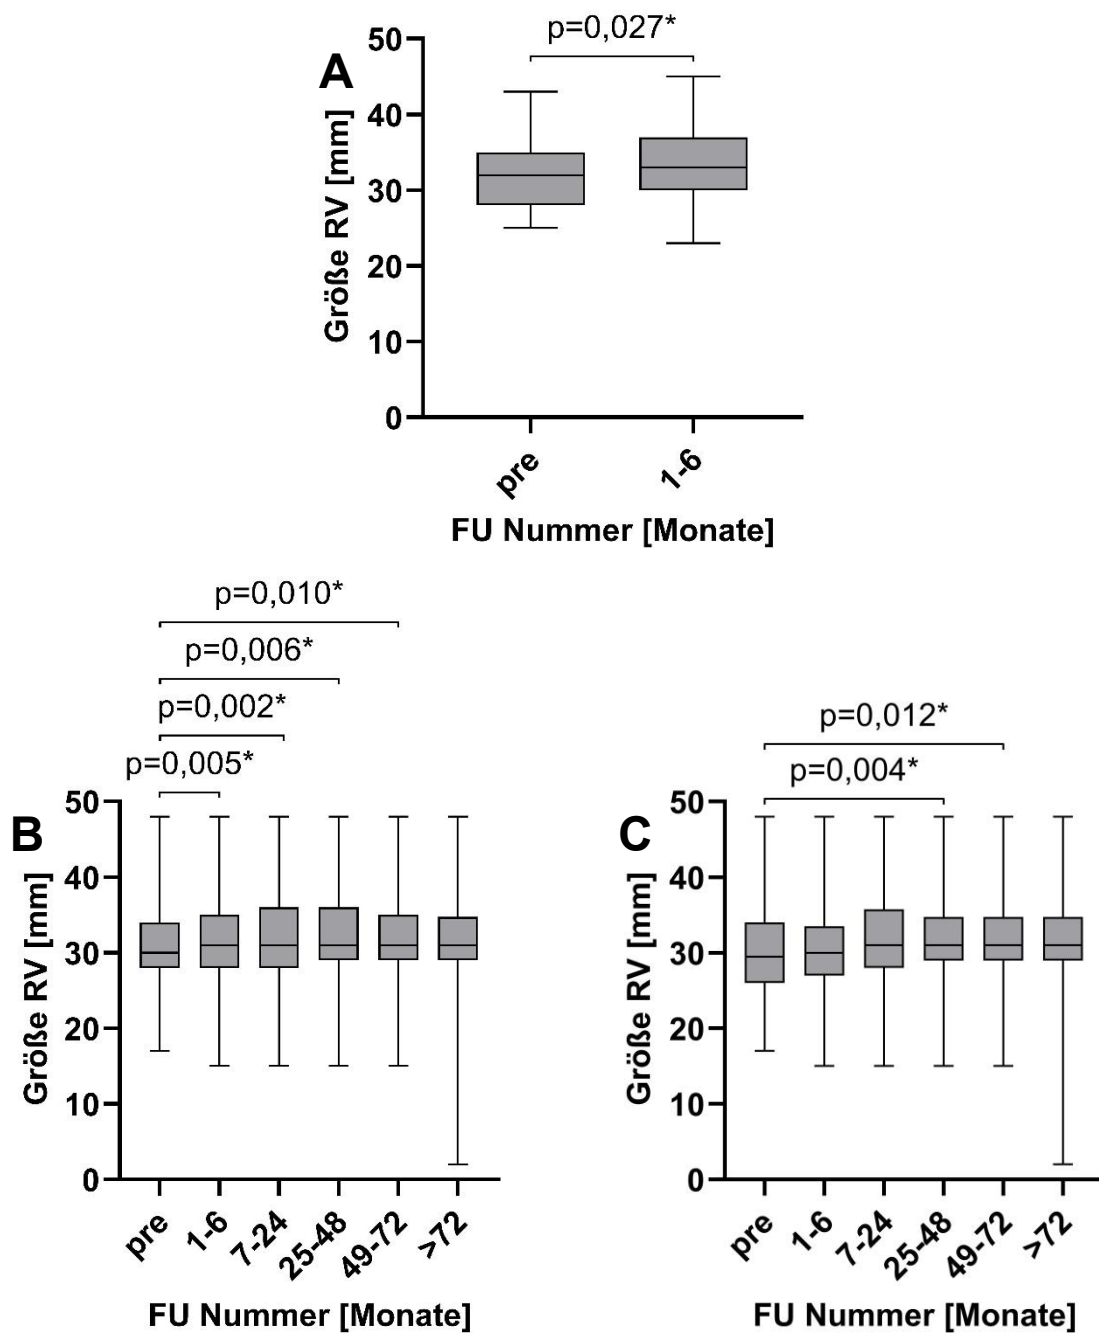 p=0,027*
A
Größe RV [mm]
50
40
30
20
10
0
pre
1-6
FU Nummer [Monate]
p=0,010*
p=0,006*
p=0,002*
p=0,005*
B
Größe RV [mm]
50
40
30
20
10
0
pre
1-6
7-24
25-48
49-72
>72
FU Nummer [Monate]
p=0,012*
p=0,004*
C
Größe RV [mm]
50
40
30
20
10
0
pre
1-6
7-24
25-48
49-72
>72
FU Nummer [Monate]